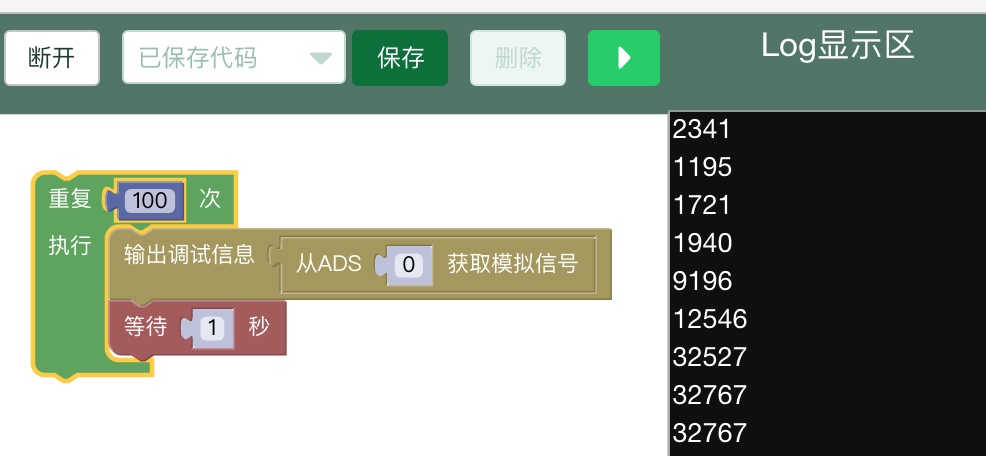 断开 已保存代码 保存 删除
Log显示区
重复 100 次
执行
输出调试信息 从ADS 0 获取模拟信号
等待 1 秒
2341
1195
1721
1940
9196
12546
32527
32767
32767